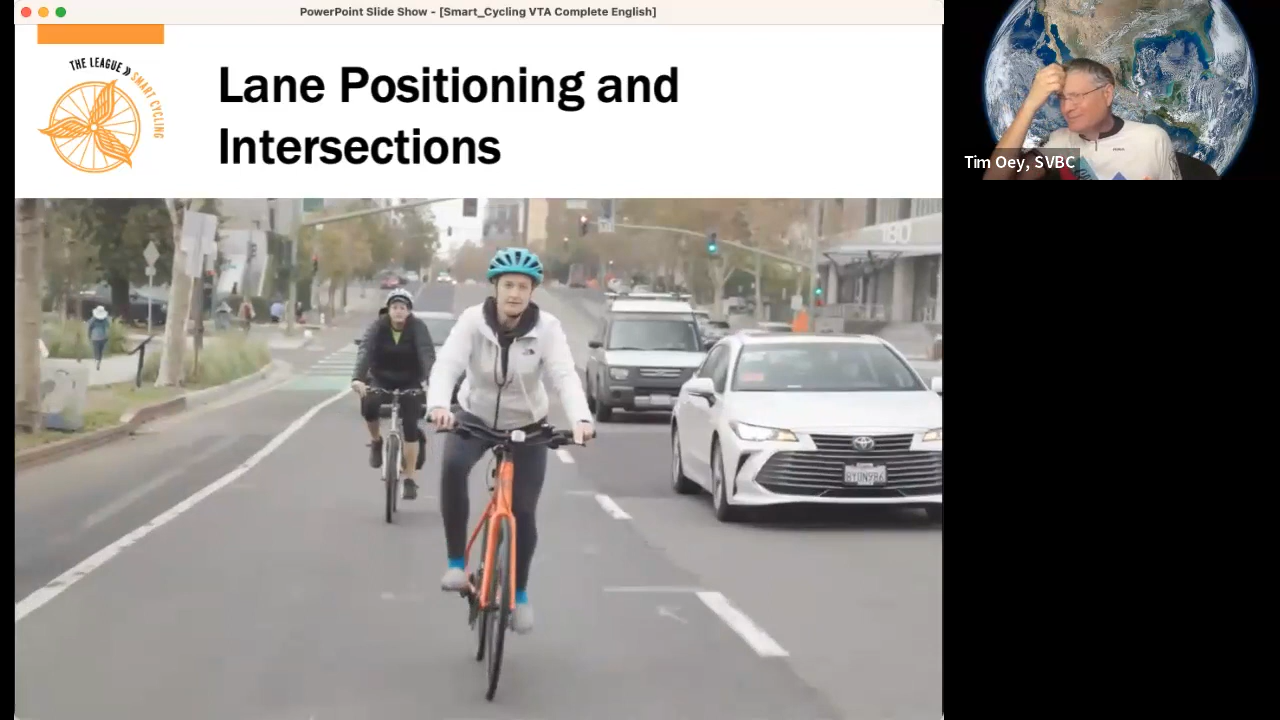 PowerPoint Slide Show - [Smart_Cycling VTA Complete English]
THE LEAGUE
SMART CYCLING
Lane Positioning and
Intersections
180
Tim Oey, SVBC